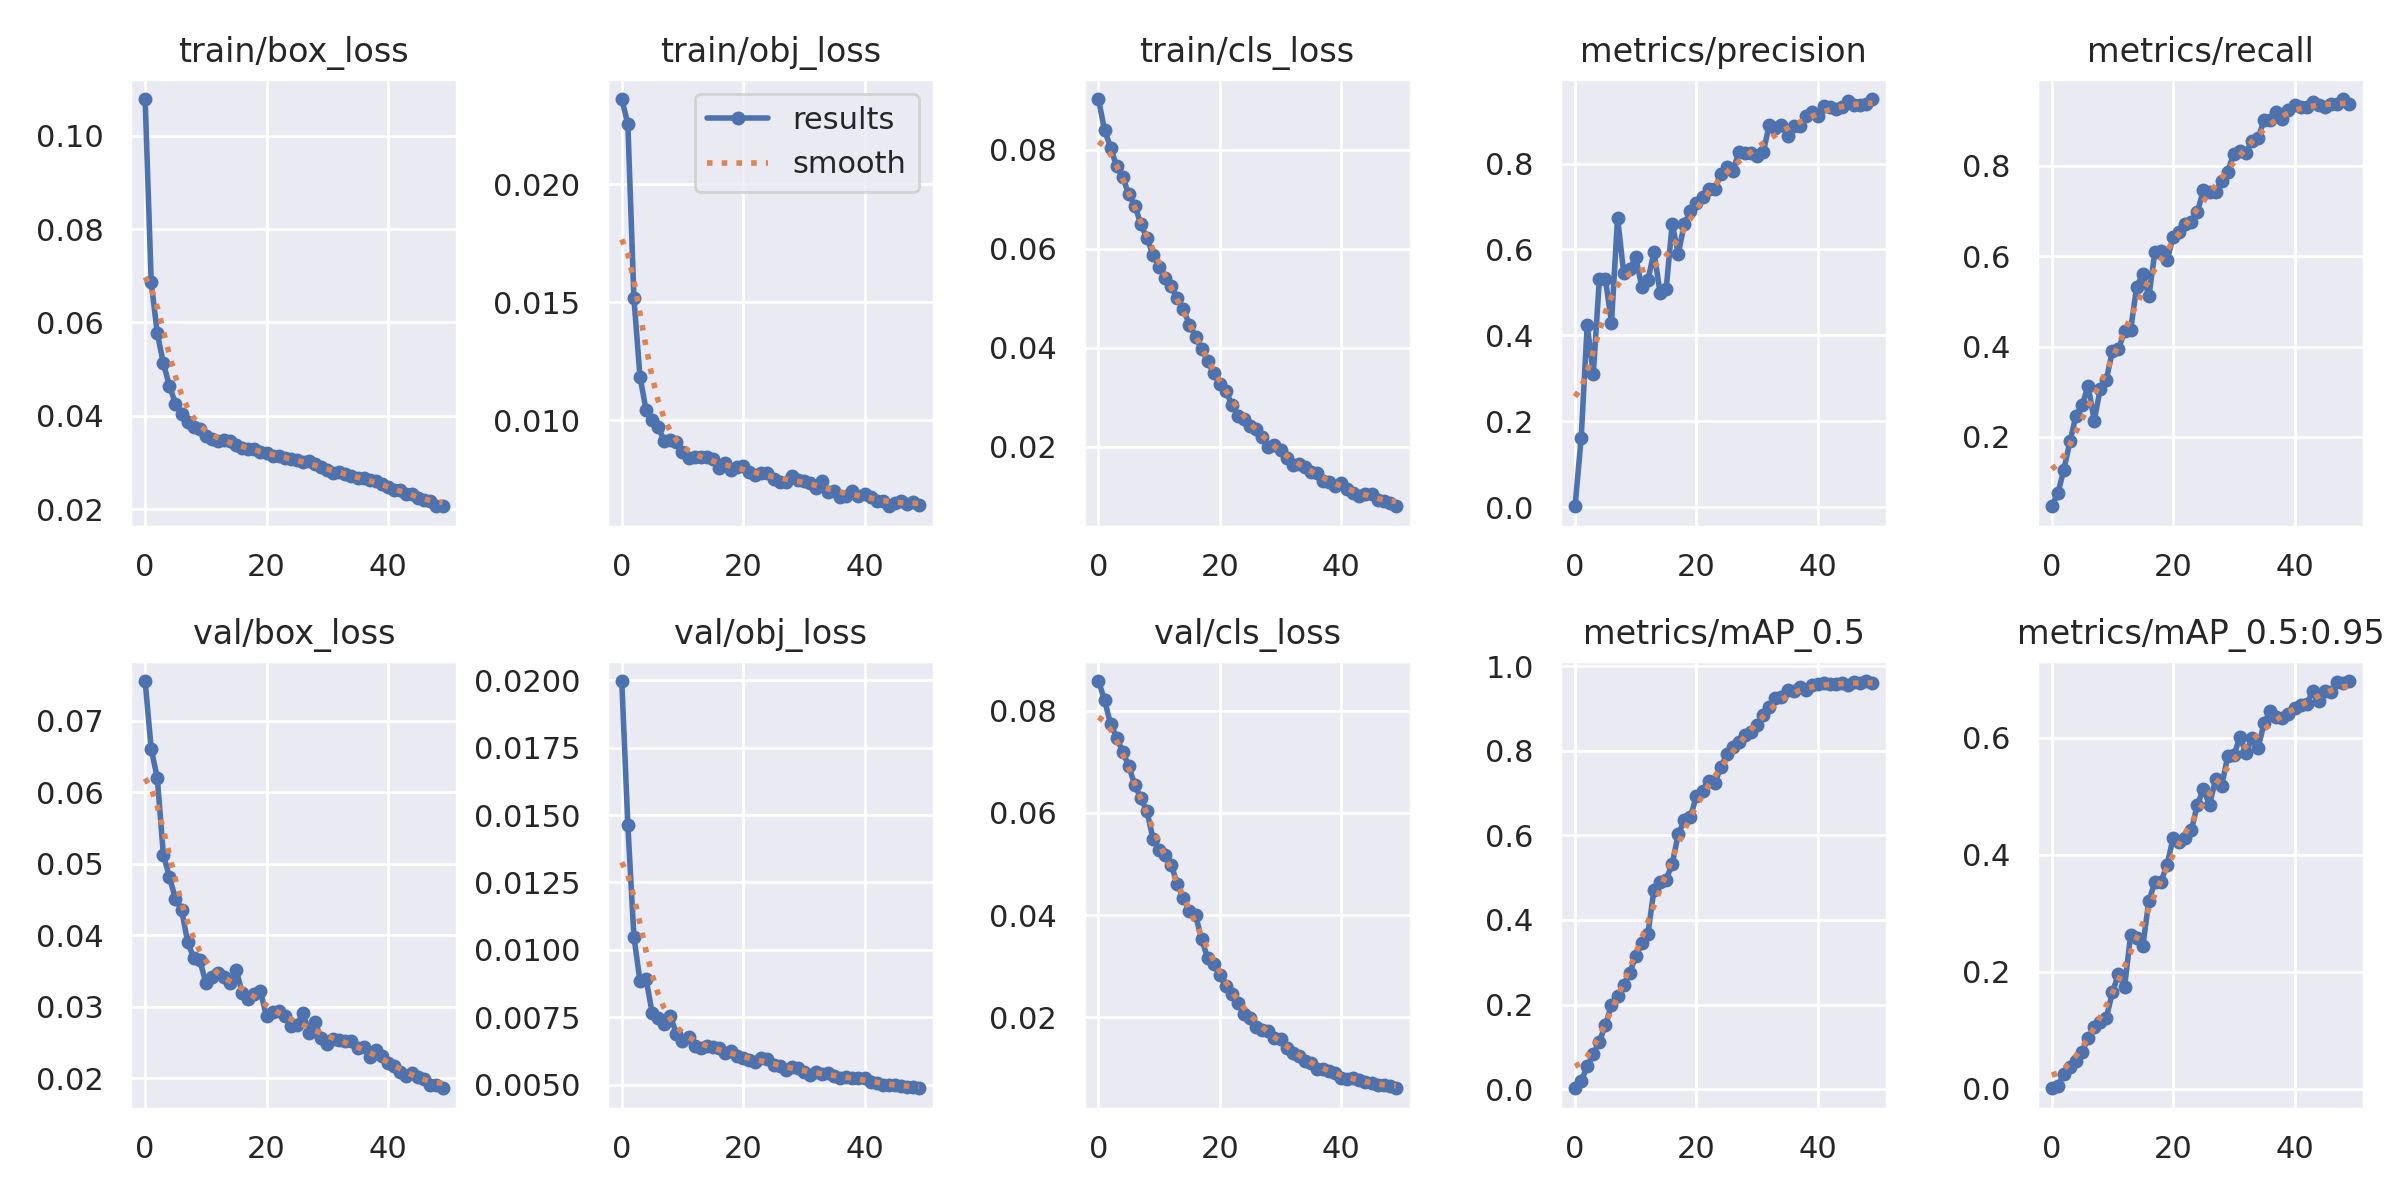 train/box_loss
train/obj_loss
train/cls_loss
metrics/precision
metrics/recall
results
smooth
0.10
0.08
0.06
0.04
0.02
0 20 40
0.020
0.015
0.010
0 20 40
0.08
0.06
0.04
0.02
0 20 40
0.8
0.6
0.4
0.2
0.0
0 20 40
0.8
0.6
0.4
0.2
0 20 40
val/box_loss
val/obj_loss
val/cls_loss
metrics/mAP_0.5
metrics/mAP_0.5:0.95
0.07
0.06
0.05
0.04
0.03
0.02
0 20 40
0.0200
0.0175
0.0150
0.0125
0.0100
0.0075
0.0050
0 20 40
0.08
0.06
0.04
0.02
0 20 40
1.0
0.8
0.6
0.4
0.2
0.0
0 20 40
0.6
0.4
0.2
0.0
0 20 40